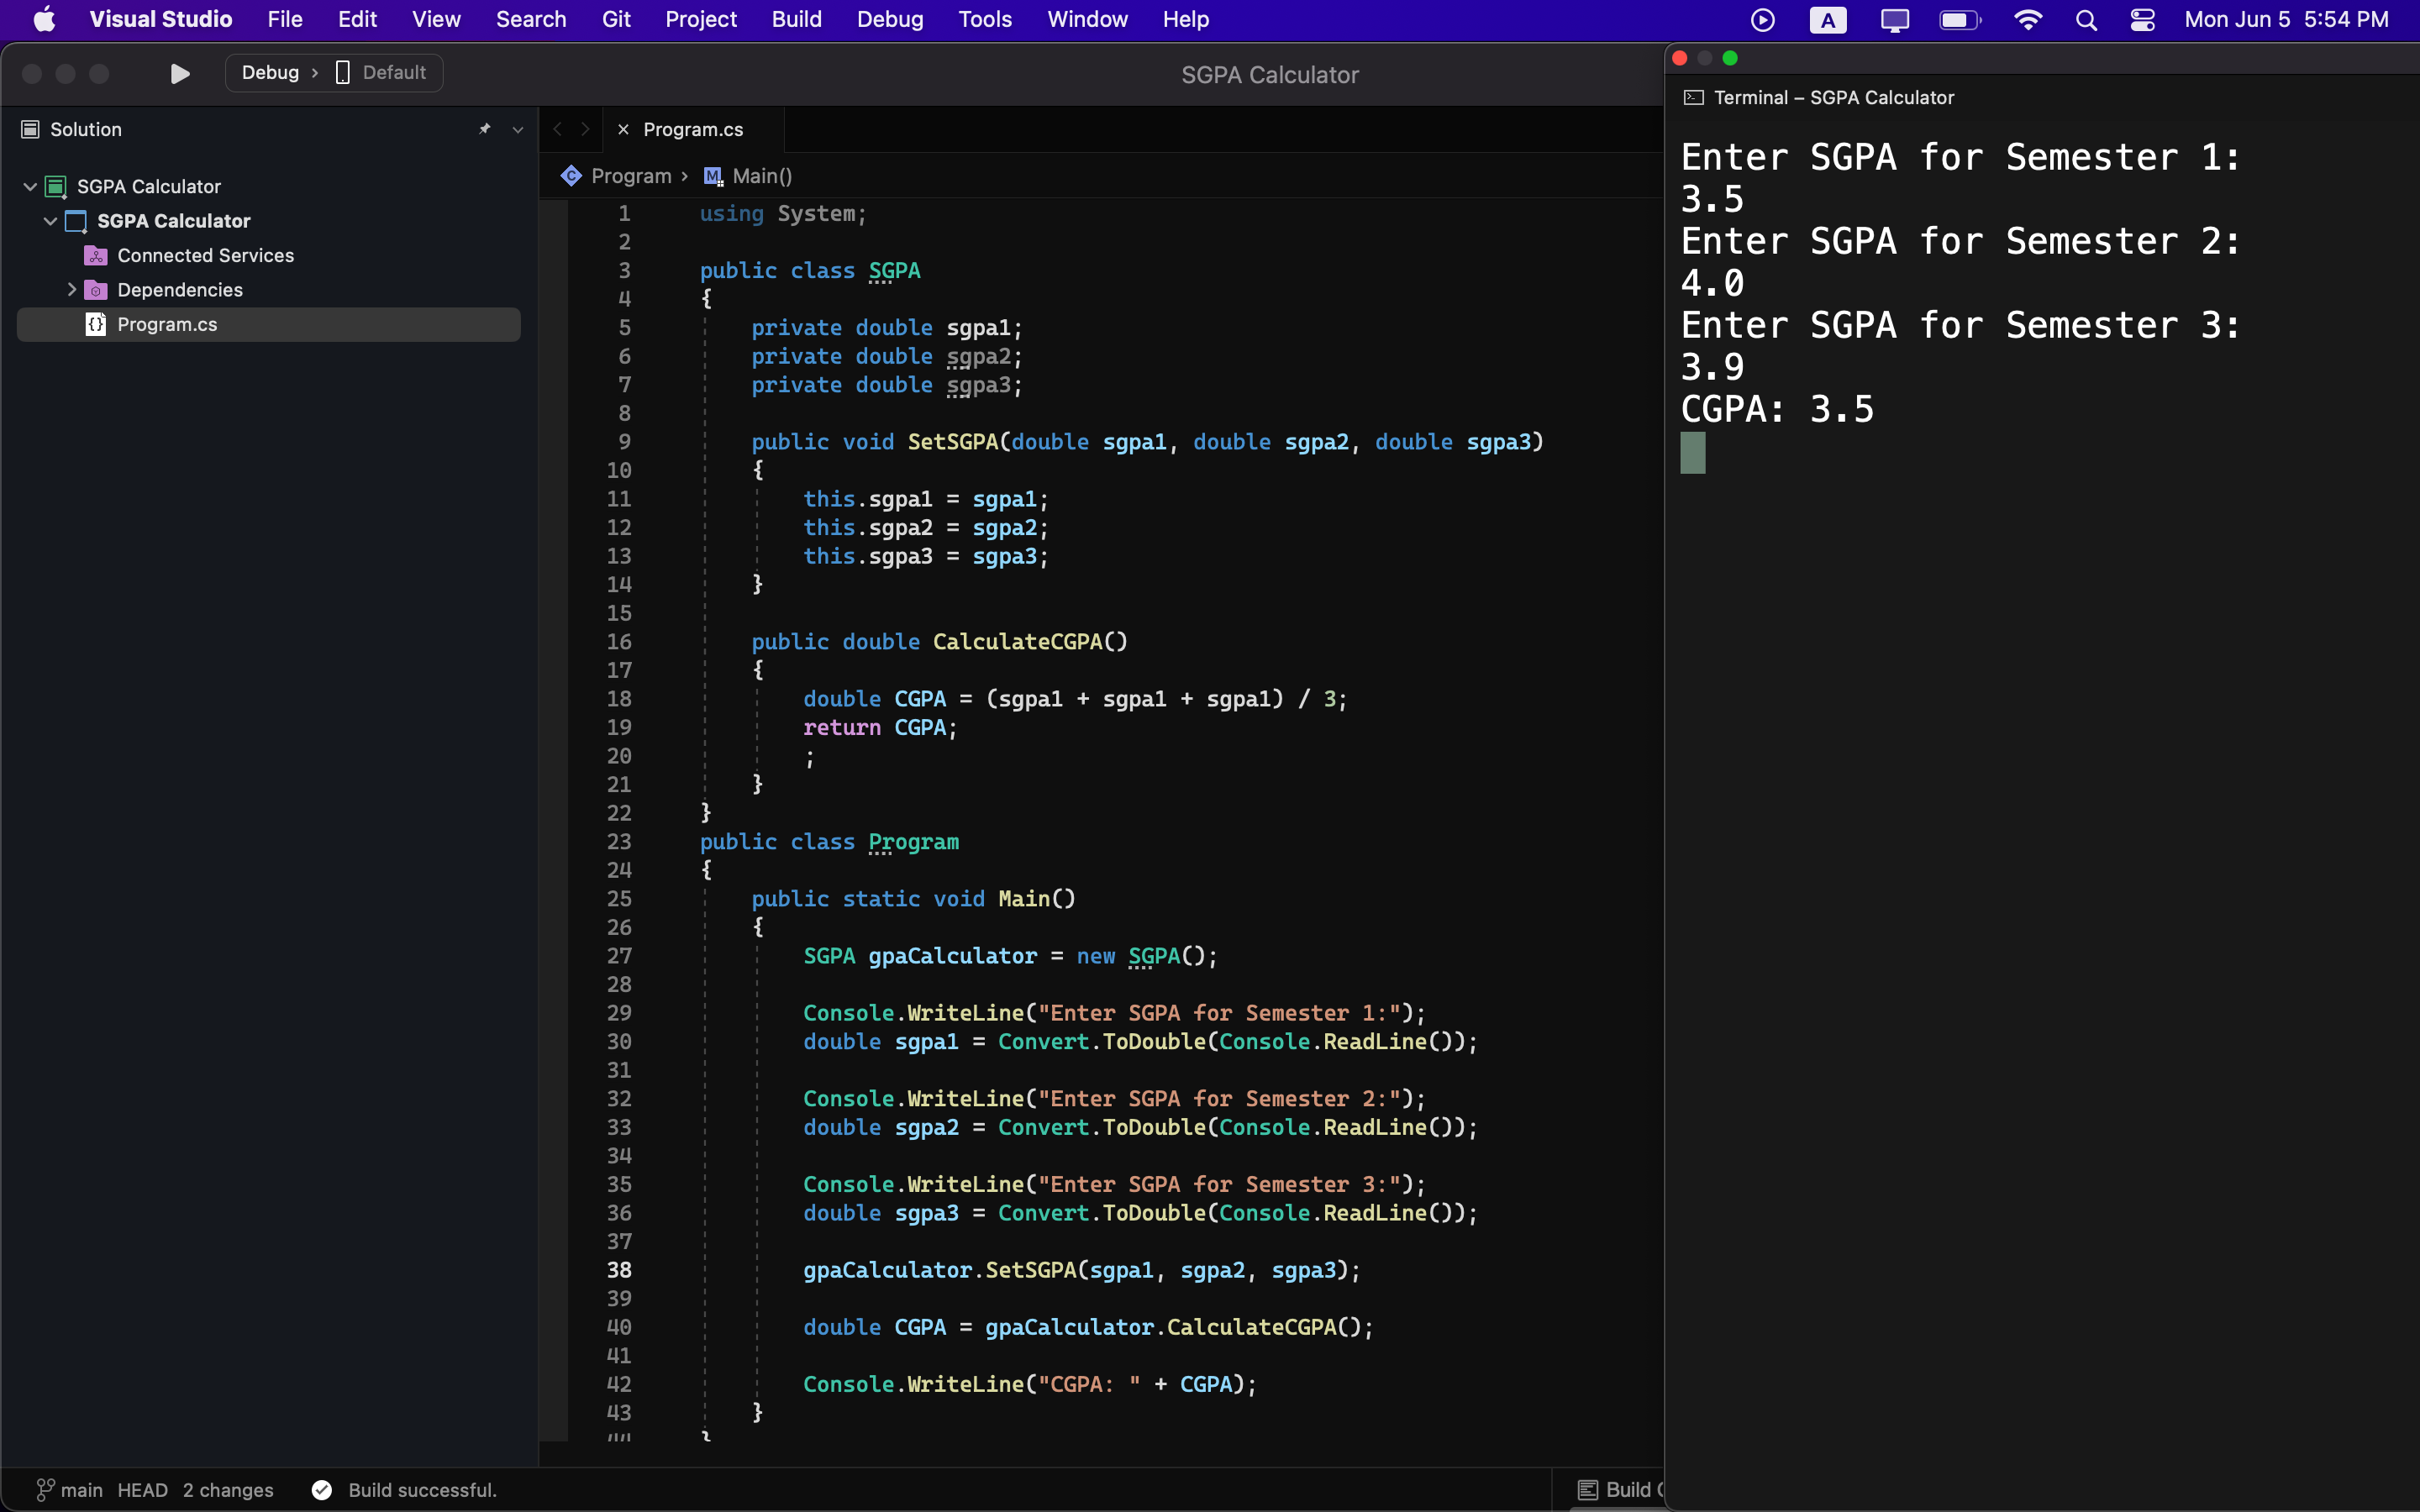 Visual Studio File Edit View Search Git Project Build Debug Tools Window Help A Mon Jun 5 5:54 PM
Debug › Default
SGPA Calculator
Solution
SGPA Calculator
SGPA Calculator
Connected Services
Dependencies
{} Program.cs
× Program.cs
C Program › M Main()
1 using System;
2
3 public class SGPA
4 {
5 private double sgpa1;
6 private double sgpa2;
7 private double sgpa3;
8
9 public void SetSGPA(double sgpa1, double sgpa2, double sgpa3)
10 {
11 this.sgpa1 = sgpa1;
12 this.sgpa2 = sgpa2;
13 this.sgpa3 = sgpa3;
14 }
15
16 public double CalculateCGPA()
17 {
18 double CGPA = (sgpa1 + sgpa1 + sgpa1) / 3;
19 return CGPA;
20 ;
21 }
22 }
23 public class Program
24 {
25 public static void Main()
26 {
27 SGPA gpaCalculator = new SGPA();
28
29 Console.WriteLine("Enter SGPA for Semester 1:");
30 double sgpa1 = Convert.ToDouble(Console.ReadLine());
31
32 Console.WriteLine("Enter SGPA for Semester 2:");
33 double sgpa2 = Convert.ToDouble(Console.ReadLine());
34
35 Console.WriteLine("Enter SGPA for Semester 3:");
36 double sgpa3 = Convert.ToDouble(Console.ReadLine());
37
38 gpaCalculator.SetSGPA(sgpa1, sgpa2, sgpa3);
39
40 double CGPA = gpaCalculator.CalculateCGPA();
41
42 Console.WriteLine("CGPA: " + CGPA);
43 }
44 }
main HEAD 2 changes Build successful.
Build
Terminal – SGPA Calculator
Enter SGPA for Semester 1:
3.5
Enter SGPA for Semester 2:
4.0
Enter SGPA for Semester 3:
3.9
CGPA: 3.5